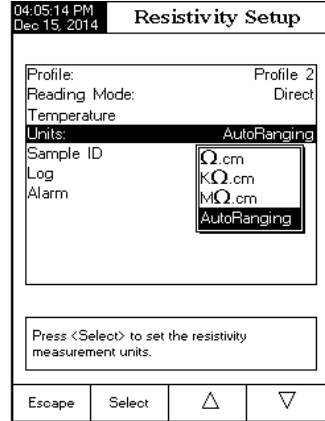 04:05:14 PM
Dec 15, 2014
Resistivity Setup
Profile: Profile 2
Reading Mode: Direct
Temperature
Units: AutoRanging
Sample ID
Log
Alarm
Ω.cm
KΩ.cm
MΩ.cm
AutoRanging
Press <Select> to set the resistivity
measurement units.
Escape Select △ ▽